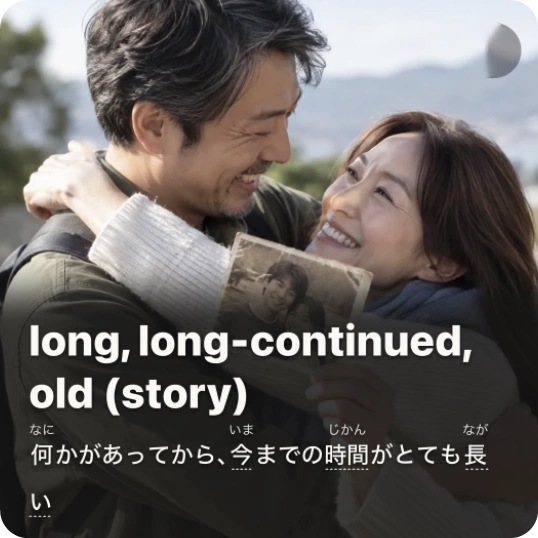 long, long-continued,
old (story)
なに いま じかん なが
何かがあってから、今までの時間がとても長
い